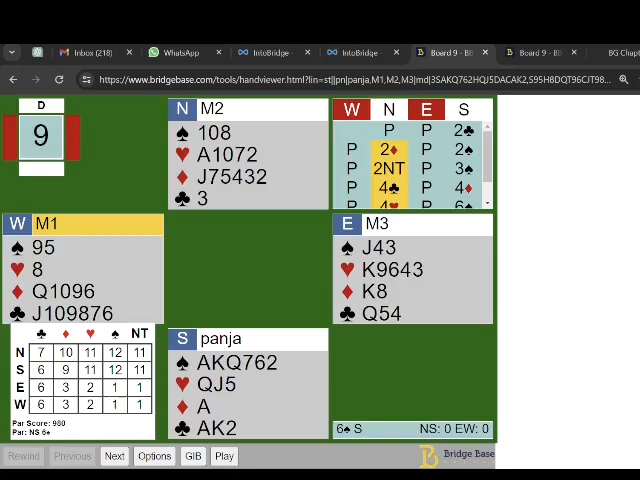 Inbox (218)
WhatsApp
IntoBridge
IntoBridge -
Board 9 - BB
Board 9 - BB
BG Chapt
https://www.bridgebase.com/tools/handviewer.html?lin=st||pn|panja,M1,M2,M3|md|3SAKQ762HQJ5DACAK2,S95H8DQT96CJT98...
D
9
N M2
♠ 108
♥ A1072
♦ J75432
♣ 3
W N E S
P P 2♣
P 2♦ P 2♠
P 2NT P 3♠
P 4♣ P 4♦
P 4♥ P 6♠
W M1
♠ 95
♥ 8
♦ Q1096
♣ J109876
E M3
♠ J43
♥ K9643
♦ K8
♣ Q54
♣ ♦ ♥ ♠ NT
N 7 10 11 12 11
S 6 9 11 12 11
E 6 3 2 1 1
W 6 3 2 1 1
Par Score: 980
Par: NS 6♠
S panja
♠ AKQ762
♥ QJ5
♦ A
♣ AK2
6♠ S NS: 0 EW: 0
Rewind Previous Next Options GIB Play
Bridge Base